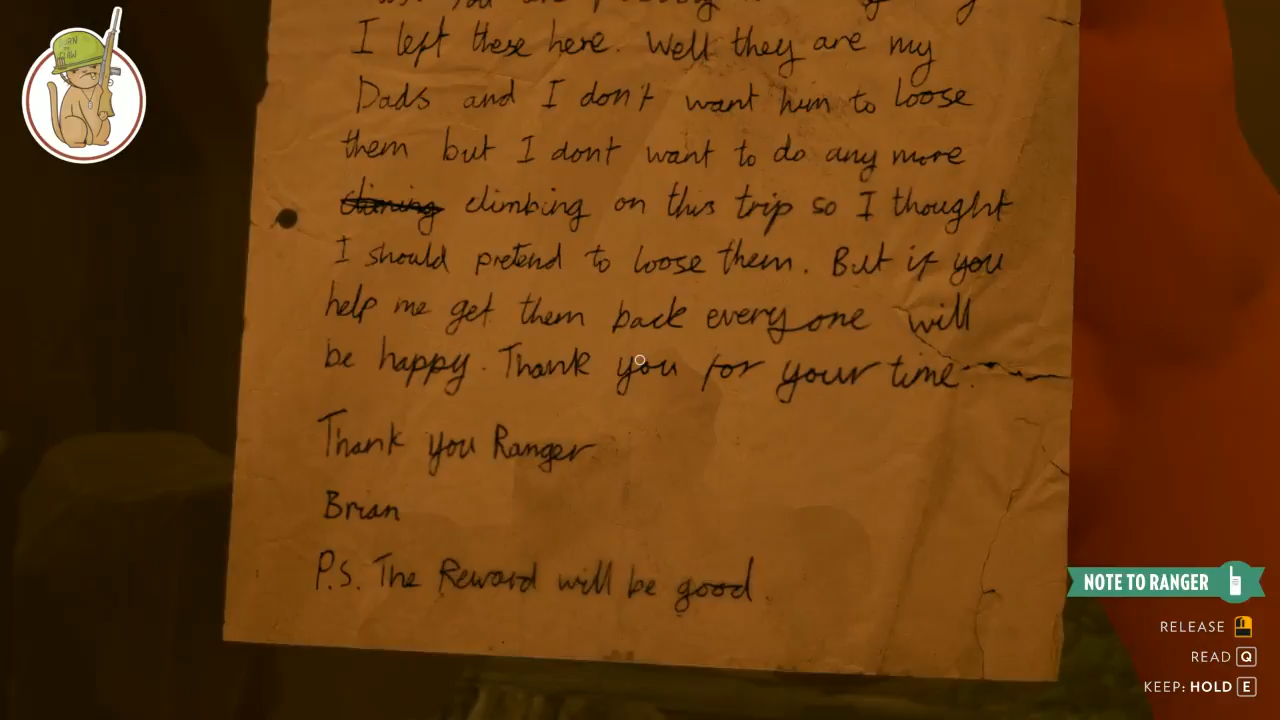 I left these here. Well they are my
Dads and I don't want him to loose
them but I dont want to do any more
climing climbing on this trip so I thought
I should pretend to loose them. But if you
help me get them back everyone will
be happy. Thank you for your time.
Thank you Ranger
Brian
P.S. The Reward will be good.
NOTE TO RANGER
RELEASE
READ Q
KEEP: HOLD E